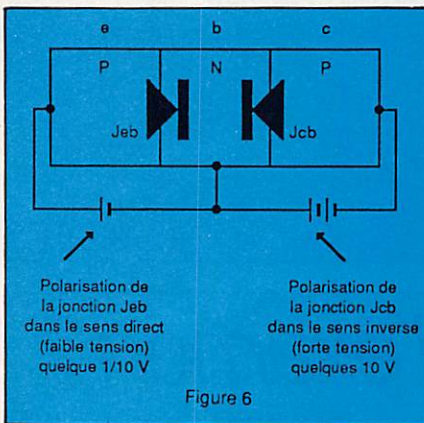 e b c
P N P
Jeb Jcb
Polarisation de
la jonction Jeb
dans le sens direct
(faible tension)
quelque 1/10 V
Polarisation de
la jonction Jcb
dans le sens inverse
(forte tension)
quelques 10 V
Figure 6